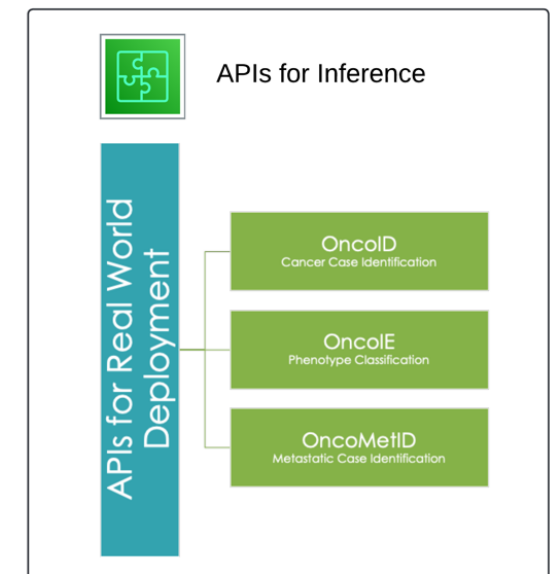 APIs for Inference
APIs for Real World
Deployment
OncoID
Cancer Case Identification
OncoIE
Phenotype Classification
OncoMetID
Metastatic Case Identification